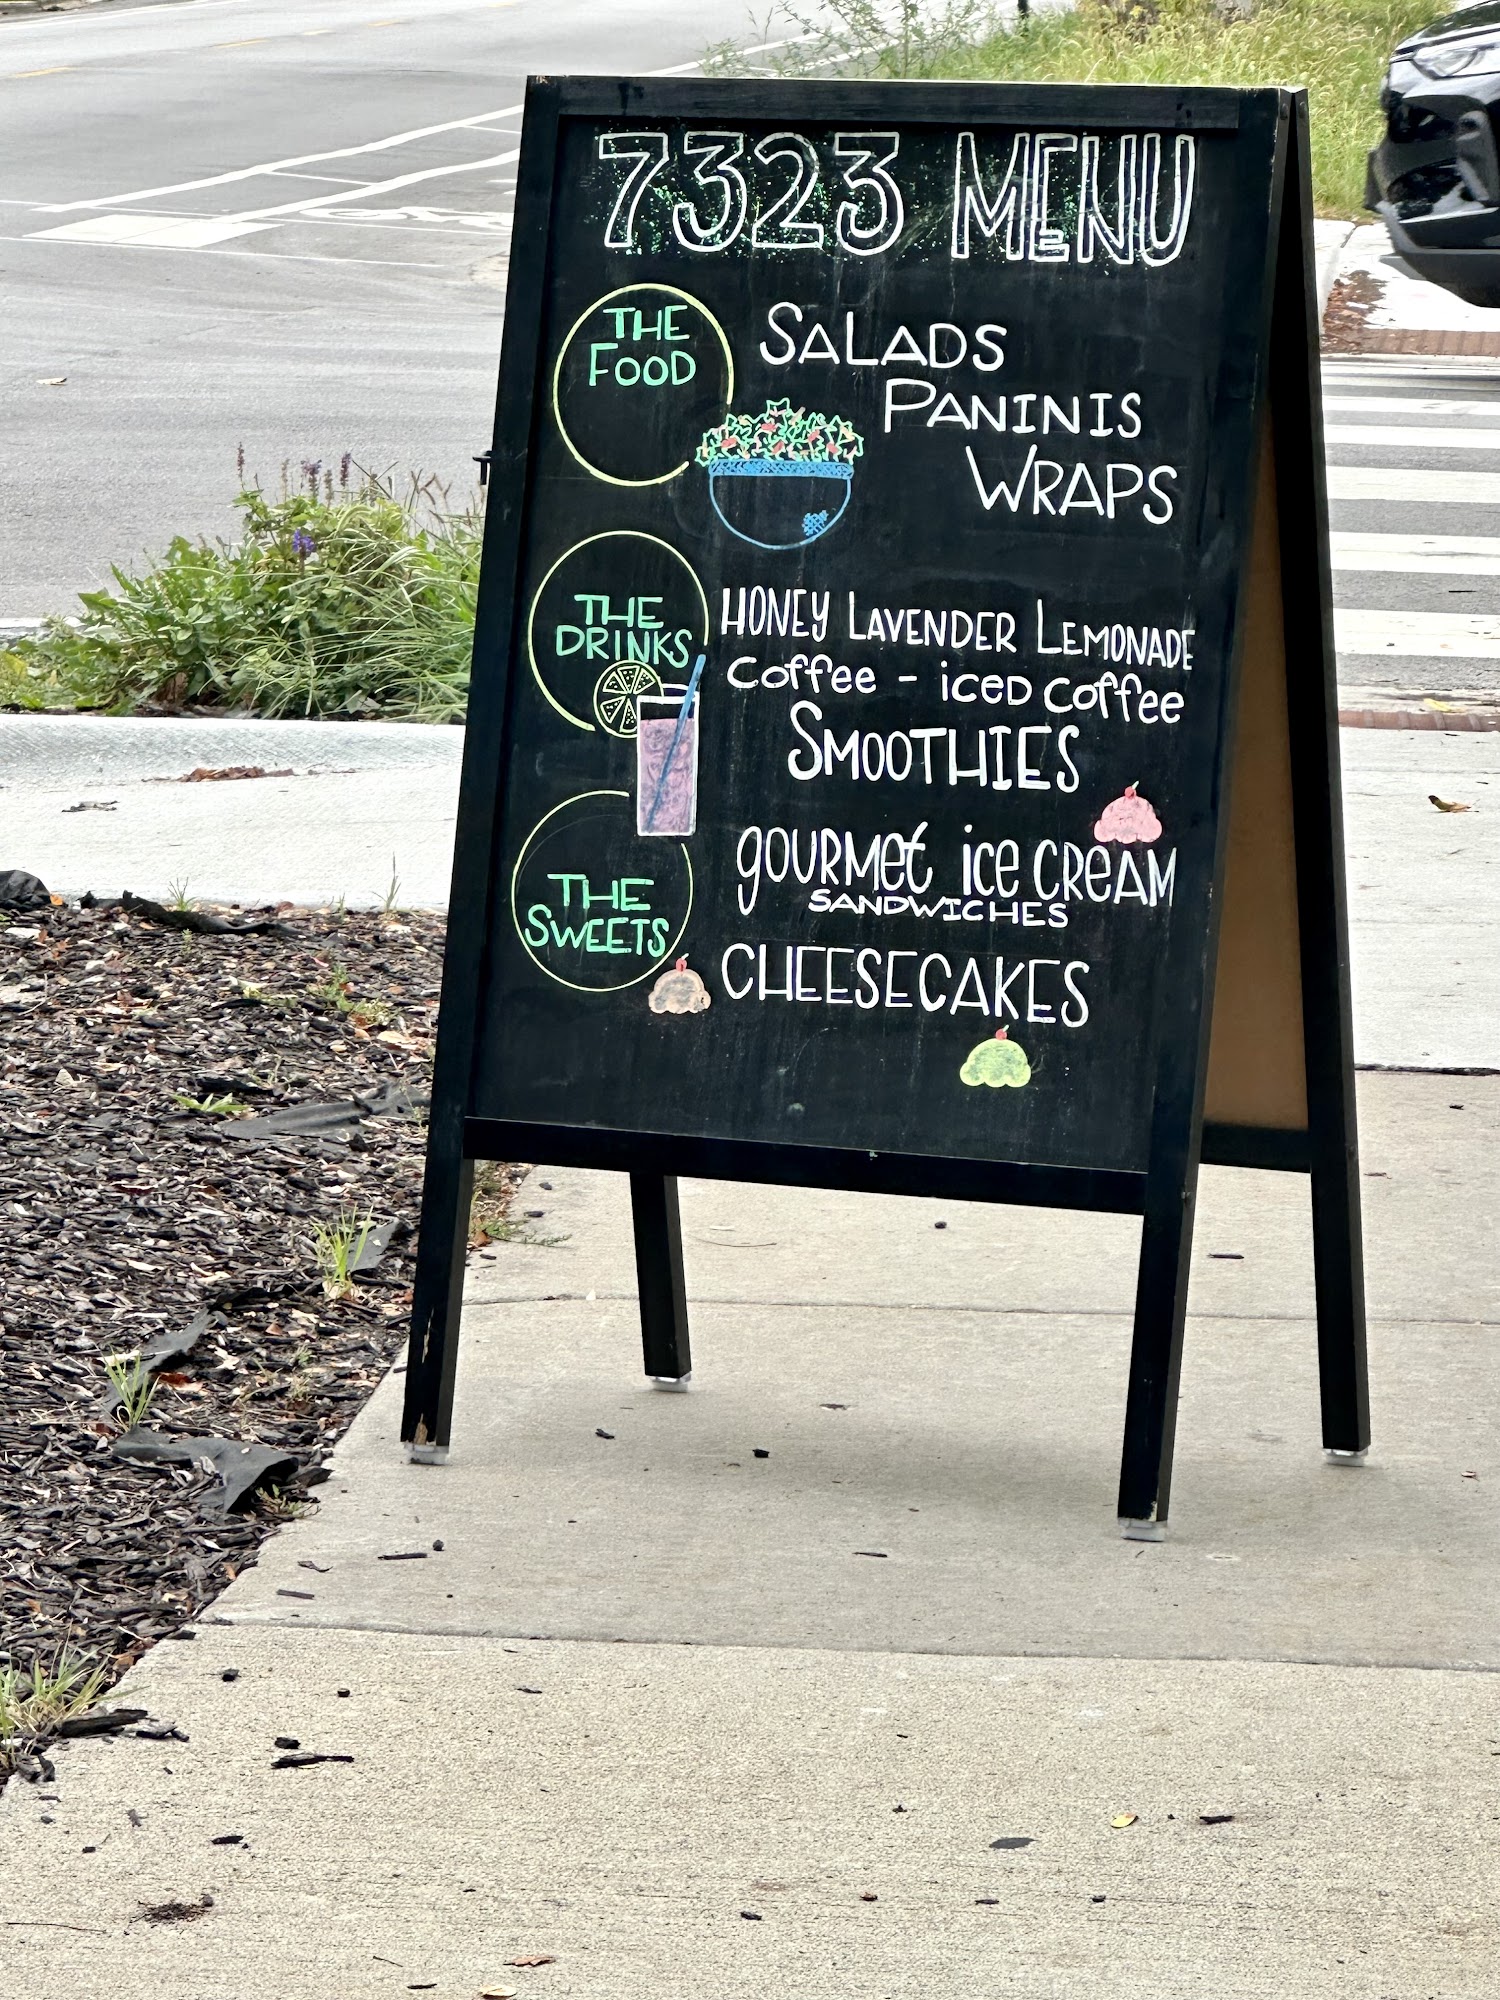 7323 MENU
THE
FOOD
SALADS
PANINIS
WRAPS
THE
DRINKS
HONEY LAVENDER LEMONADE
Coffee - iCED Coffee
SMOOTHIES
THE
SWEETS
gOURMet ice CReAM
SANDWICHES
CHEESECAKES